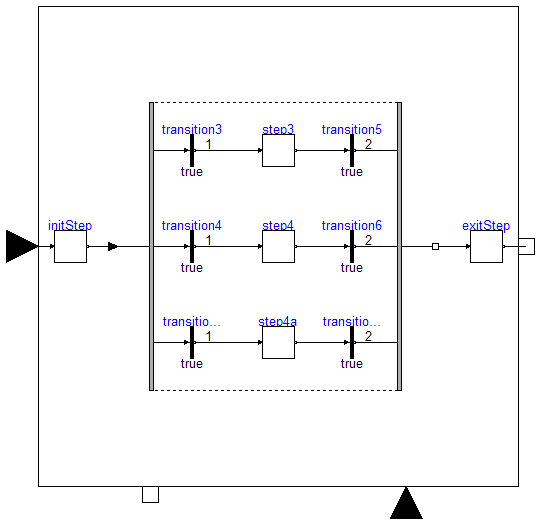 transition3 step3 transition5
1 2
true true
initStep transition4 step4 transition6 exitStep
1 2
true true
transitio... step4a transitio...
1 2
true true